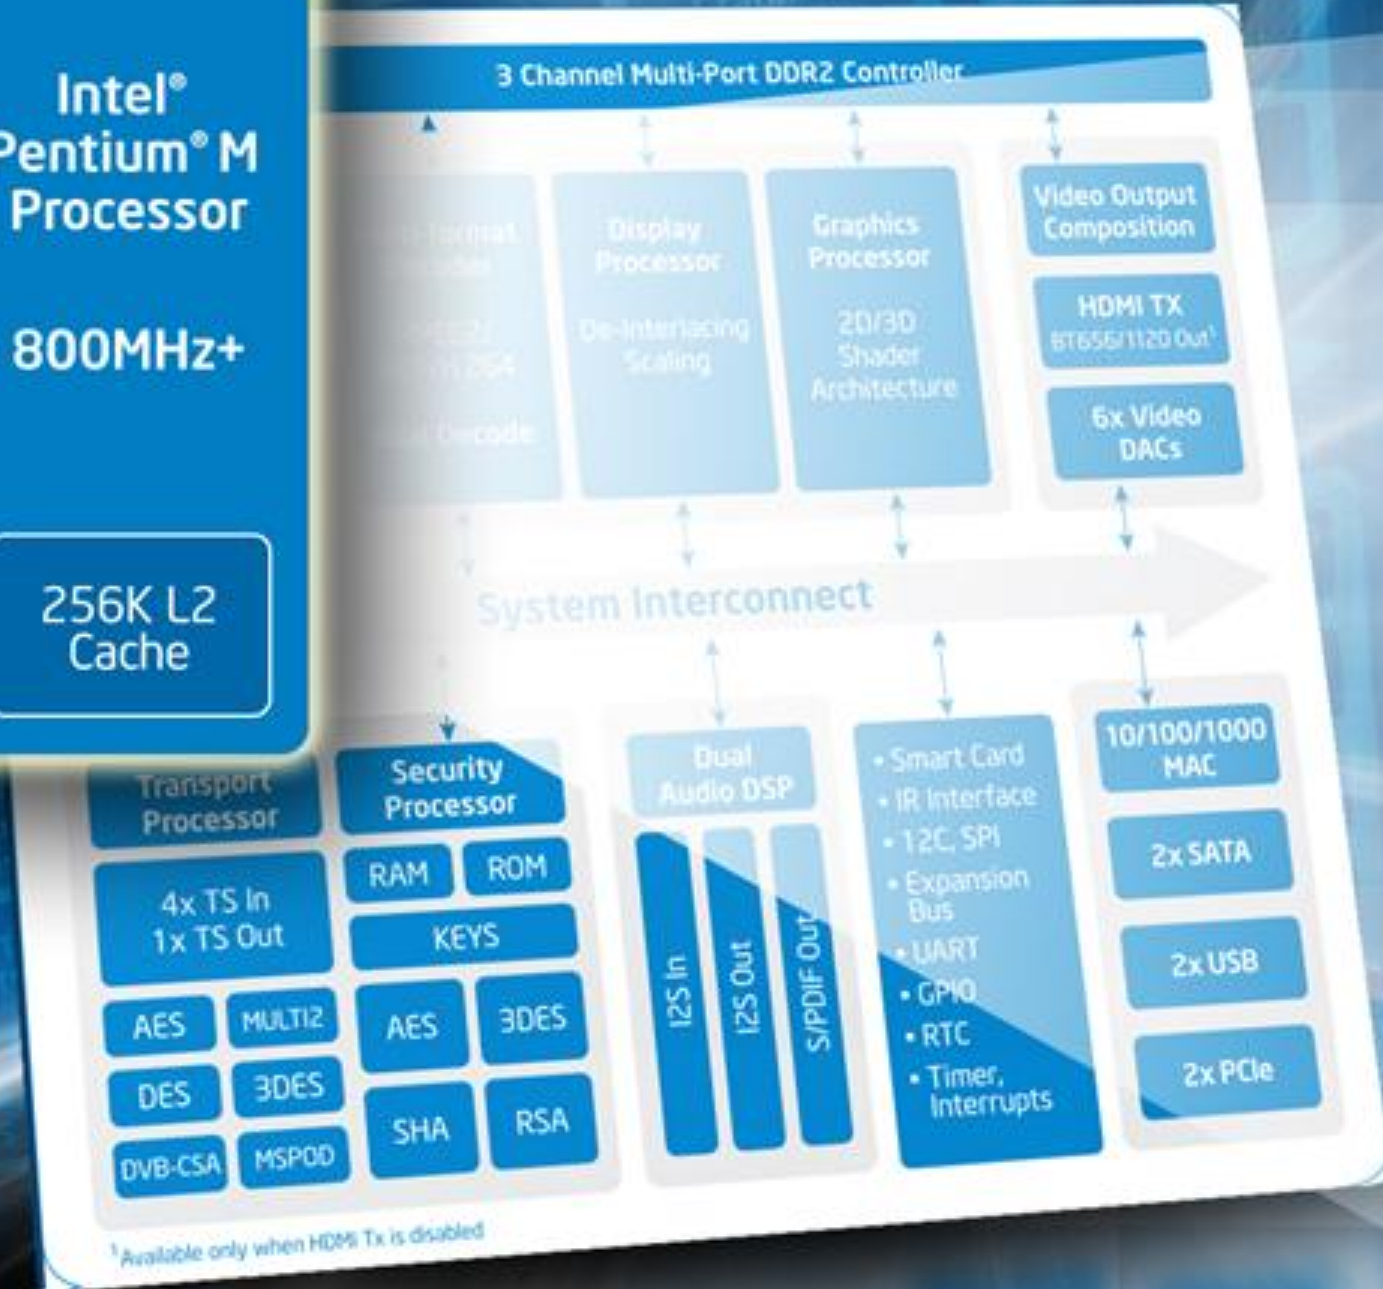 Intel®
Pentium® M
Processor
800MHz+
256K L2
Cache
3 Channel Multi-Port DDR2 Controller
Decode
Display
Processor
De-Interlacing
Scaling
Graphics
Processor
2D/3D
Shader
Architecture
Video Output
Composition
HDMI TX
BT656/1120 Out¹
6x Video
DACs
System Interconnect
Transport
Processor
4x TS In
1x TS Out
AES
MULTI2
DES
3DES
DVB-CSA
MSPOD
Security
Processor
RAM
ROM
KEYS
AES
3DES
SHA
RSA
Dual
Audio DSP
I2S In
I2S Out
S/PDIF Out
• Smart Card
• IR Interface
• 12C, SPI
• Expansion
Bus
• UART
• GPIO
• RTC
• Timer,
Interrupts
10/100/1000
MAC
2x SATA
2x USB
2x PCIe
¹Available only when HDMI Tx is disabled